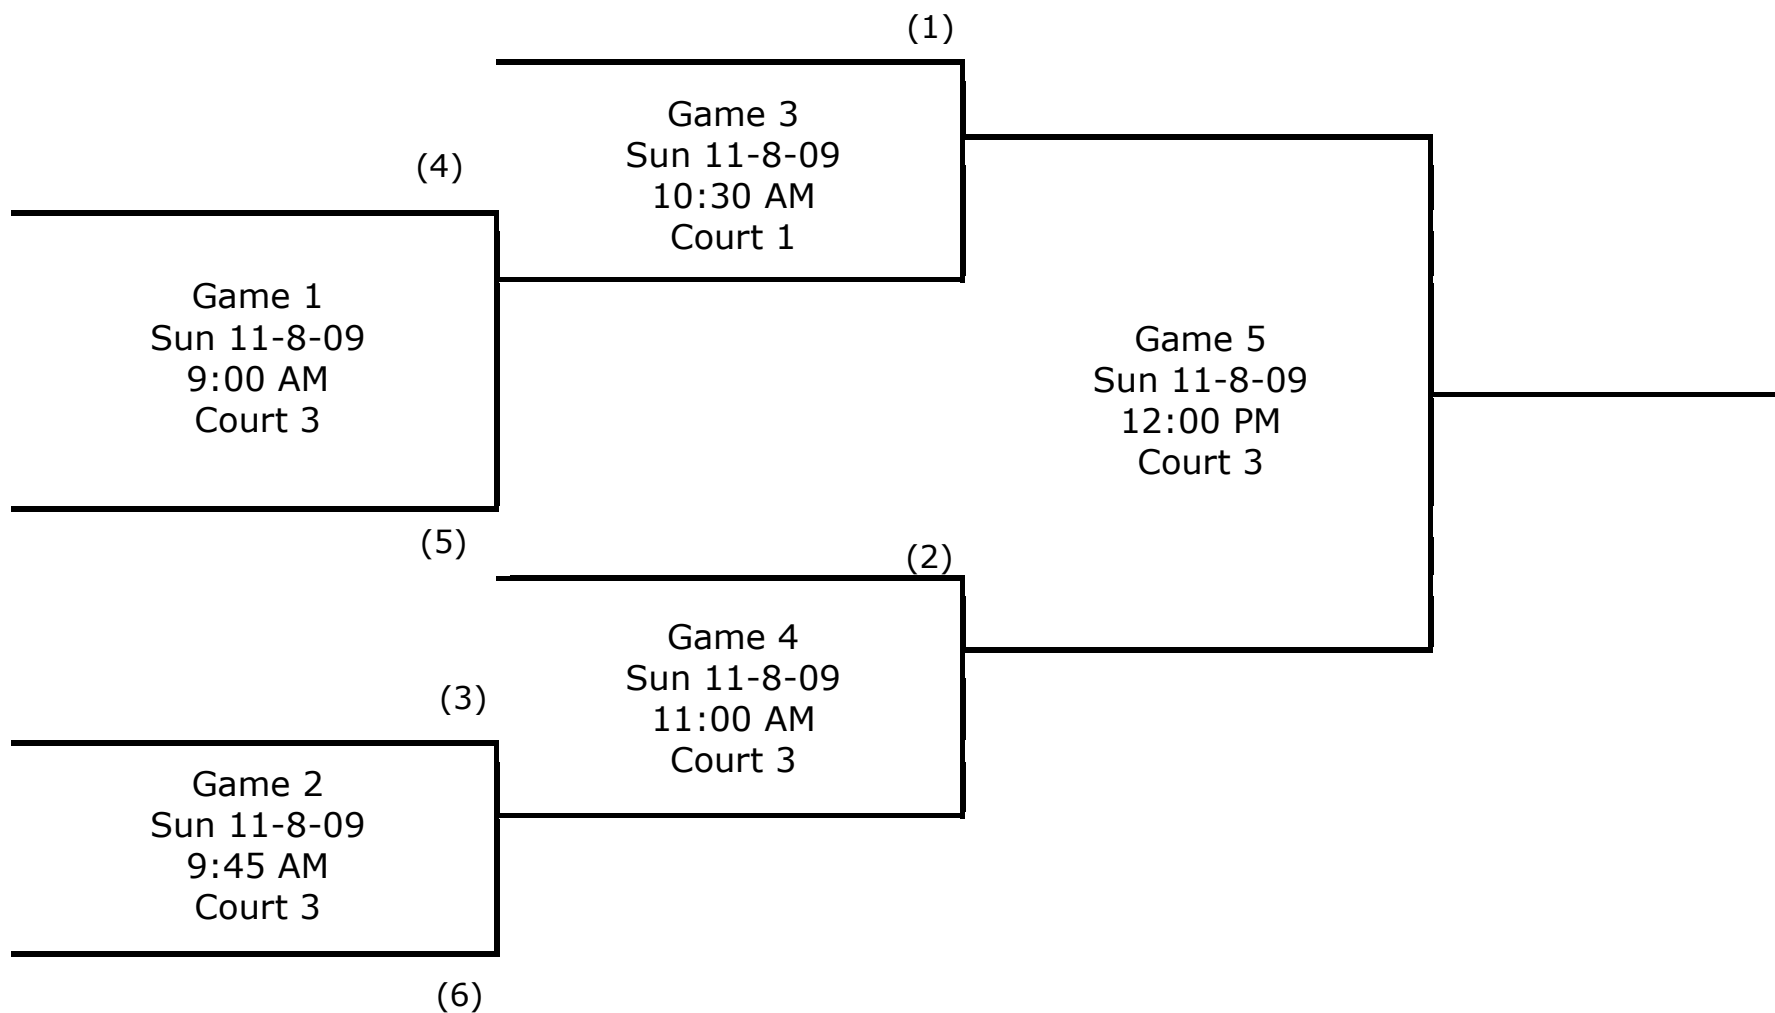 (1)
Game 3
Sun 11-8-09
10:30 AM
Court 1
(4)
Game 1
Sun 11-8-09
9:00 AM
Court 3
(5)
Game 5
Sun 11-8-09
12:00 PM
Court 3
(2)
Game 4
Sun 11-8-09
11:00 AM
Court 3
(3)
Game 2
Sun 11-8-09
9:45 AM
Court 3
(6)